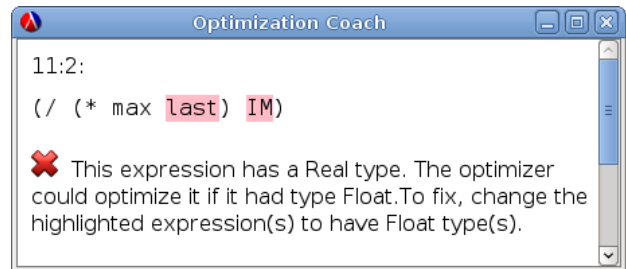 Optimization Coach
11:2:
(/ (* max last) IM)
This expression has a Real type. The optimizer
could optimize it if it had type Float.To fix, change the
highlighted expression(s) to have Float type(s).